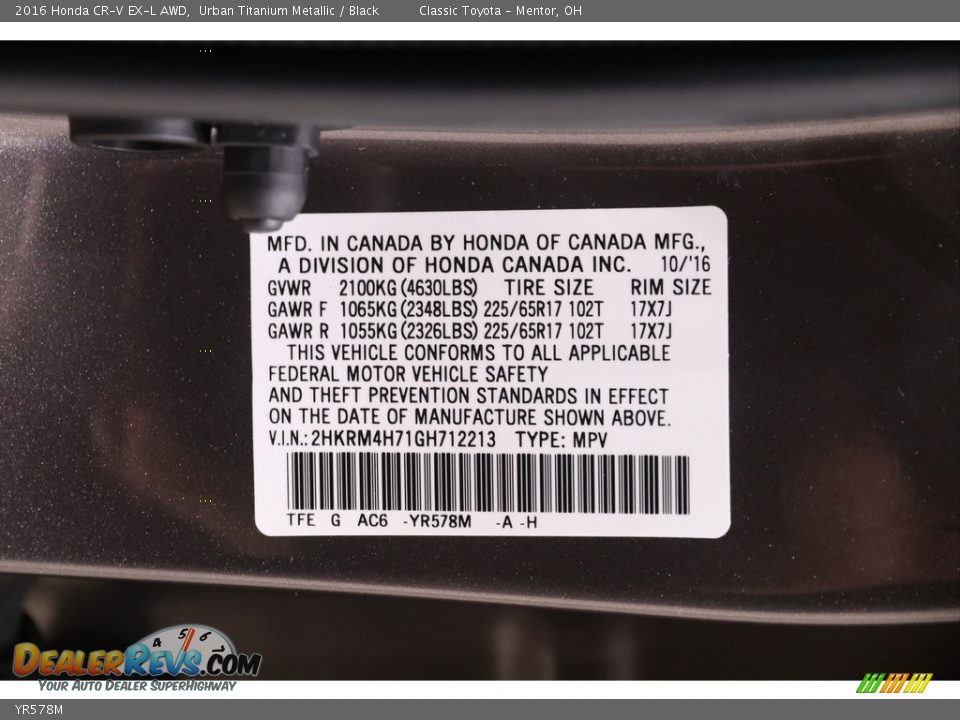 2016 Honda CR-V EX-L AWD, Urban Titanium Metallic / Black Classic Toyota - Mentor, OH
MFD. IN CANADA BY HONDA OF CANADA MFG.,
A DIVISION OF HONDA CANADA INC. 10/'16
GVWR 2100KG(4630LBS) TIRE SIZE RIM SIZE
GAWR F 1065KG(2348LBS) 225/65R17 102T 17X7J
GAWR R 1055KG(2326LBS) 225/65R17 102T 17X7J
THIS VEHICLE CONFORMS TO ALL APPLICABLE
FEDERAL MOTOR VEHICLE SAFETY
AND THEFT PREVENTION STANDARDS IN EFFECT
ON THE DATE OF MANUFACTURE SHOWN ABOVE.
V.I.N.: 2HKRM4H71GH712213 TYPE: MPV
TFE G AC6 -YR578M -A -H
4 5 6
DEALERREVS.COM
YOUR AUTO DEALER SUPERHIGHWAY
YR578M